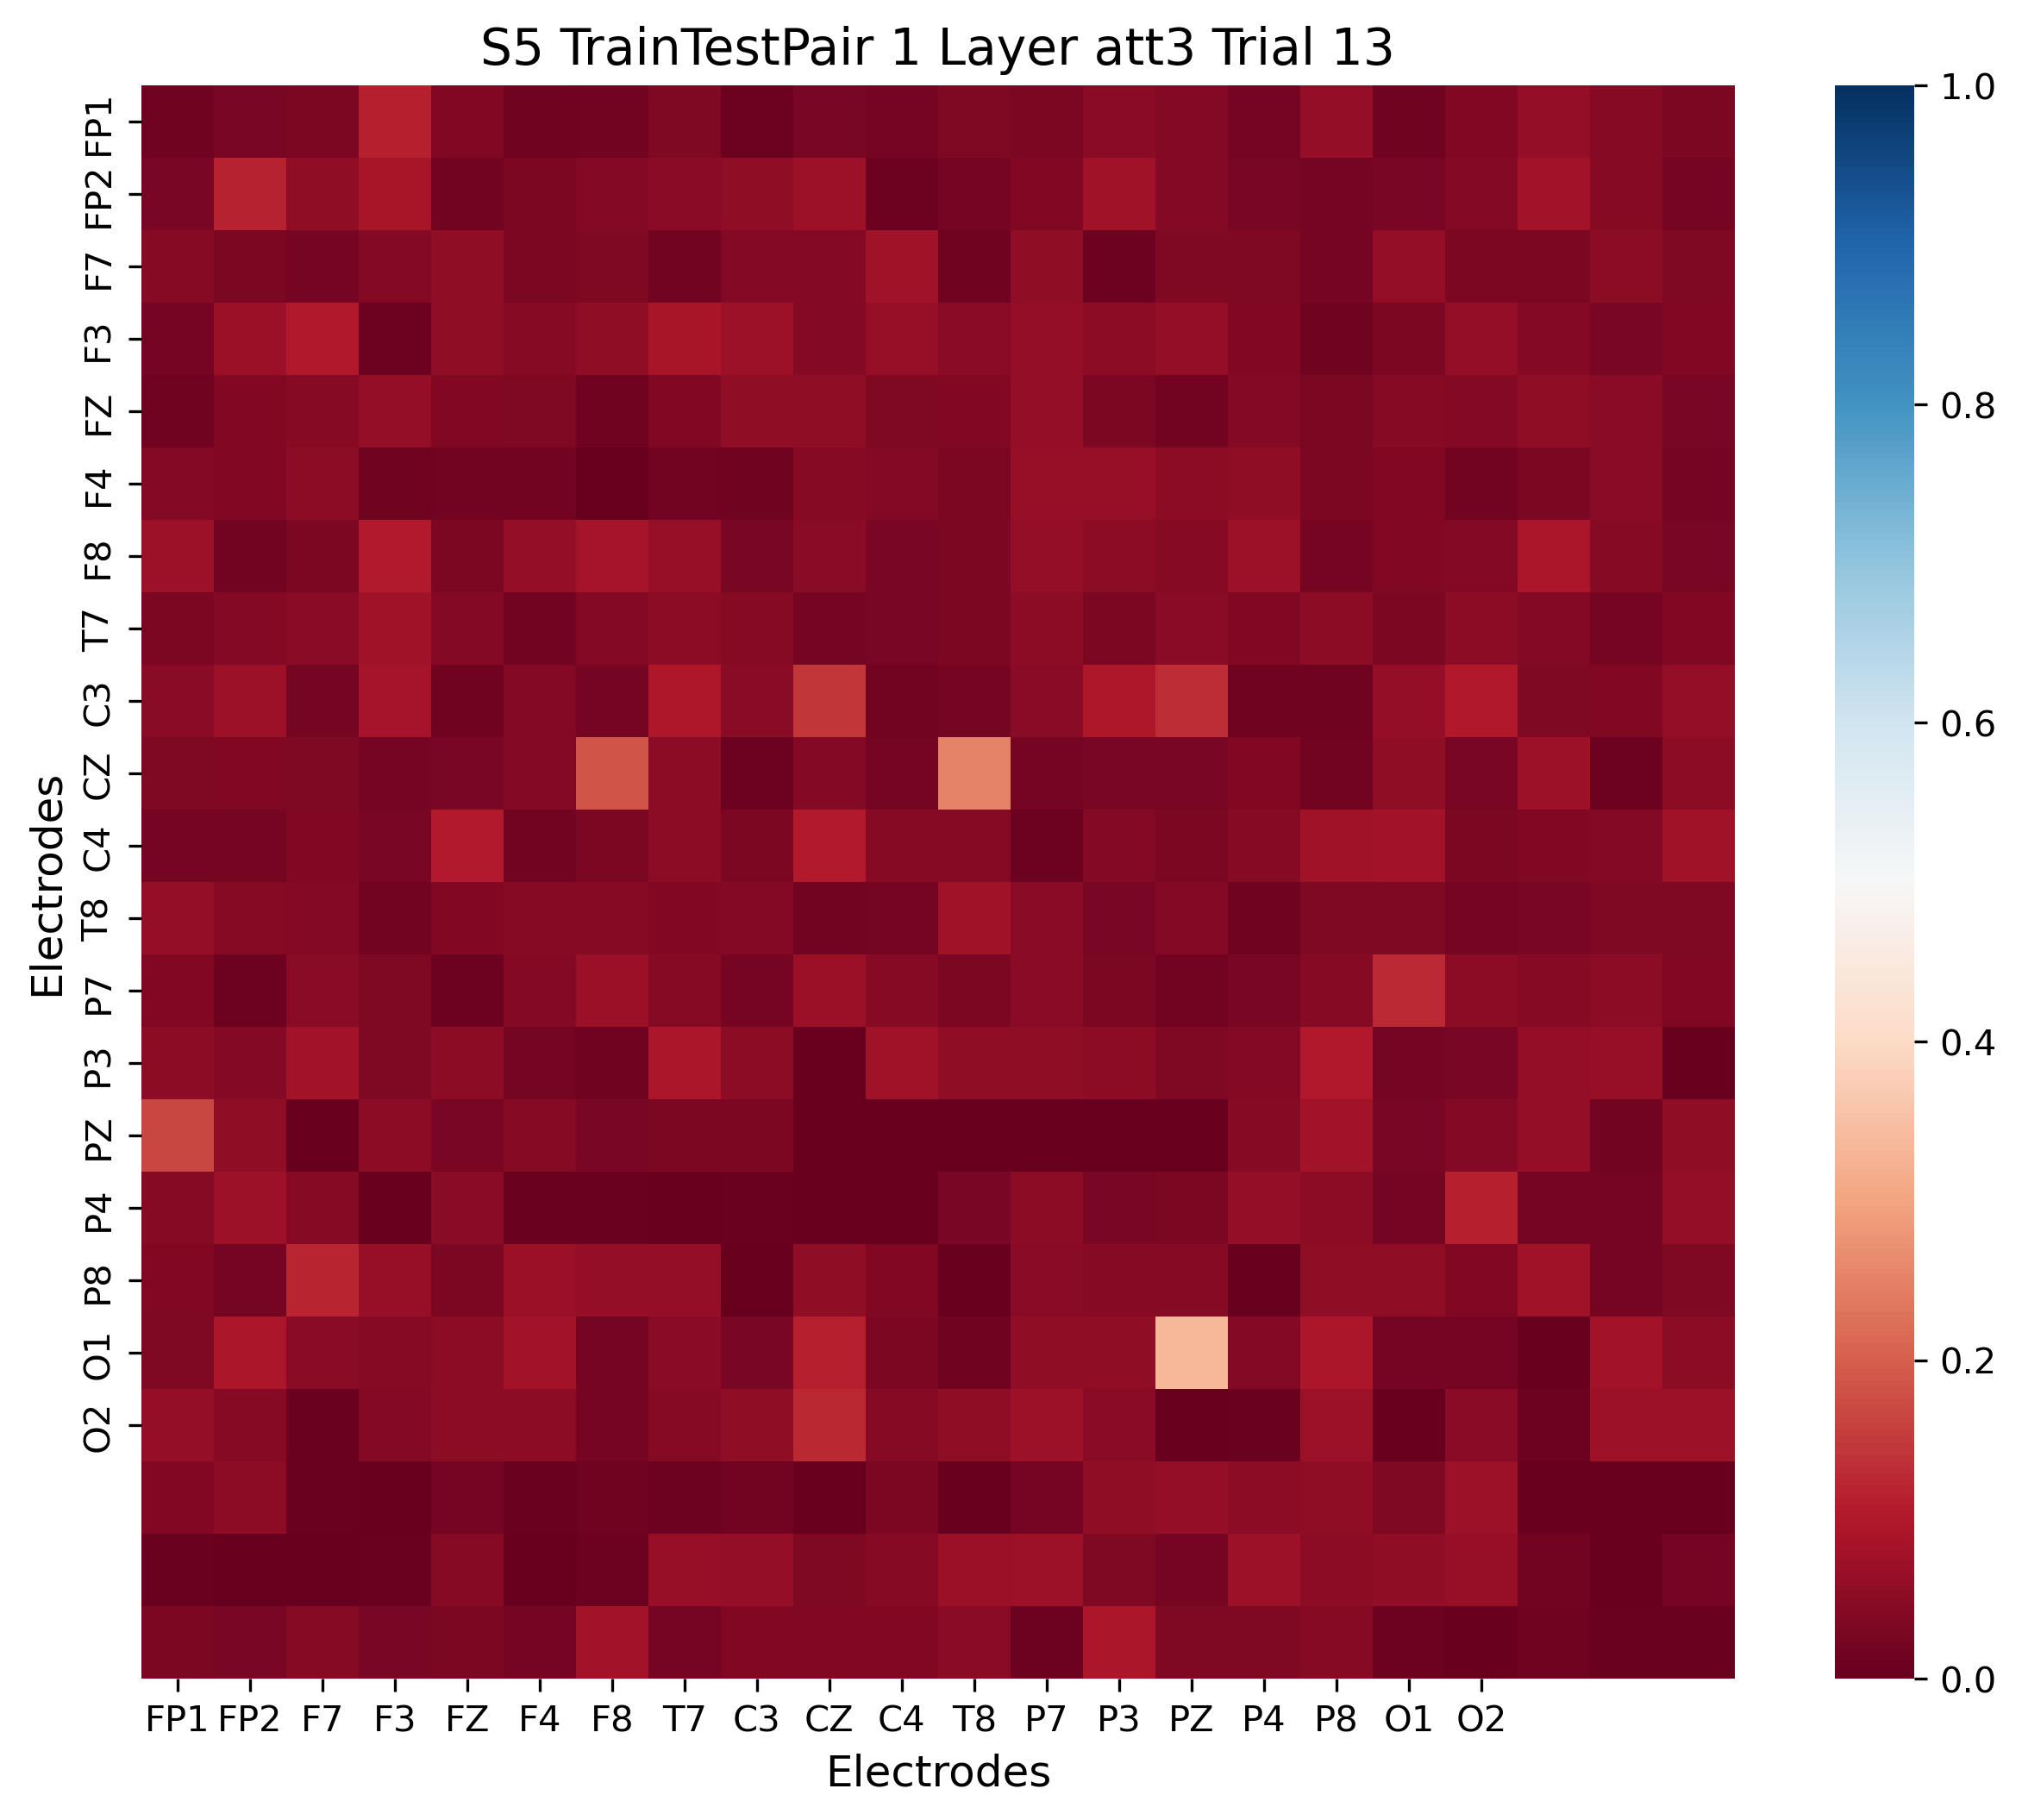 S5 TrainTestPair 1 Layer att3 Trial 13
Electrodes
FP1
FP2
F7
F3
FZ
F4
F8
T7
C3
CZ
C4
T8
P7
P3
PZ
P4
P8
O1
O2
FP1 FP2 F7 F3 FZ F4 F8 T7 C3 CZ C4 T8 P7 P3 PZ P4 P8 O1 O2
Electrodes
1.0
0.8
0.6
0.4
0.2
0.0